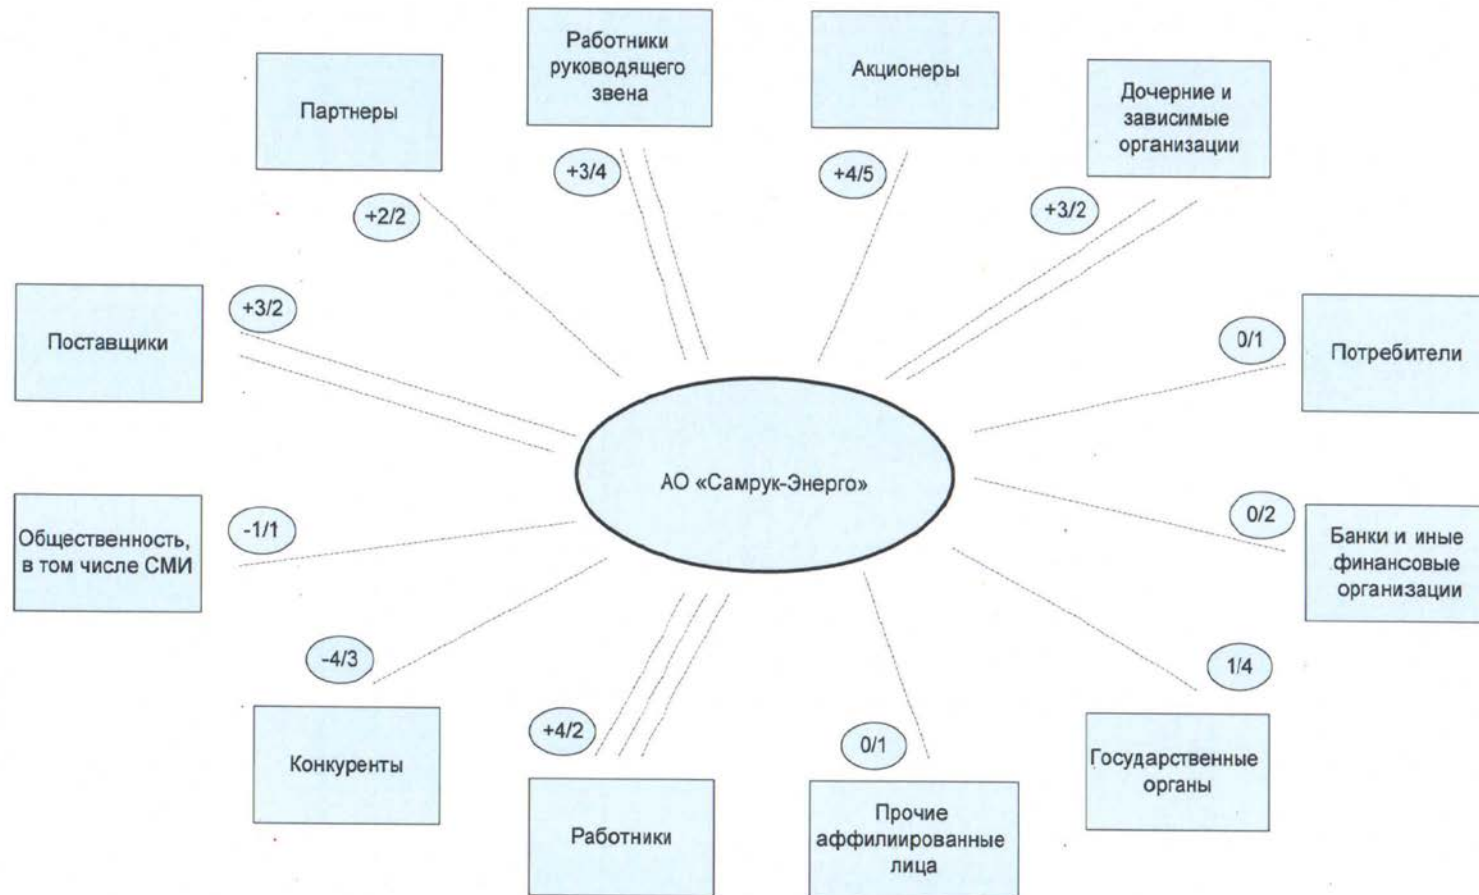 Работники
руководящего
звена
Акционеры
Партнеры
Дочерние и
зависимые
организации
+3/4
+4/5
+2/2
+3/2
Поставщики
+3/2
0/1
Потребители
АО «Самрук-Энерго»
Общественность,
в том числе СМИ
-1/1
0/2
Банки и иные
финансовые
организации
-4/3
1/4
Конкуренты
+4/2
0/1
Государственные
органы
Работники
Прочие
аффилиированные
лица